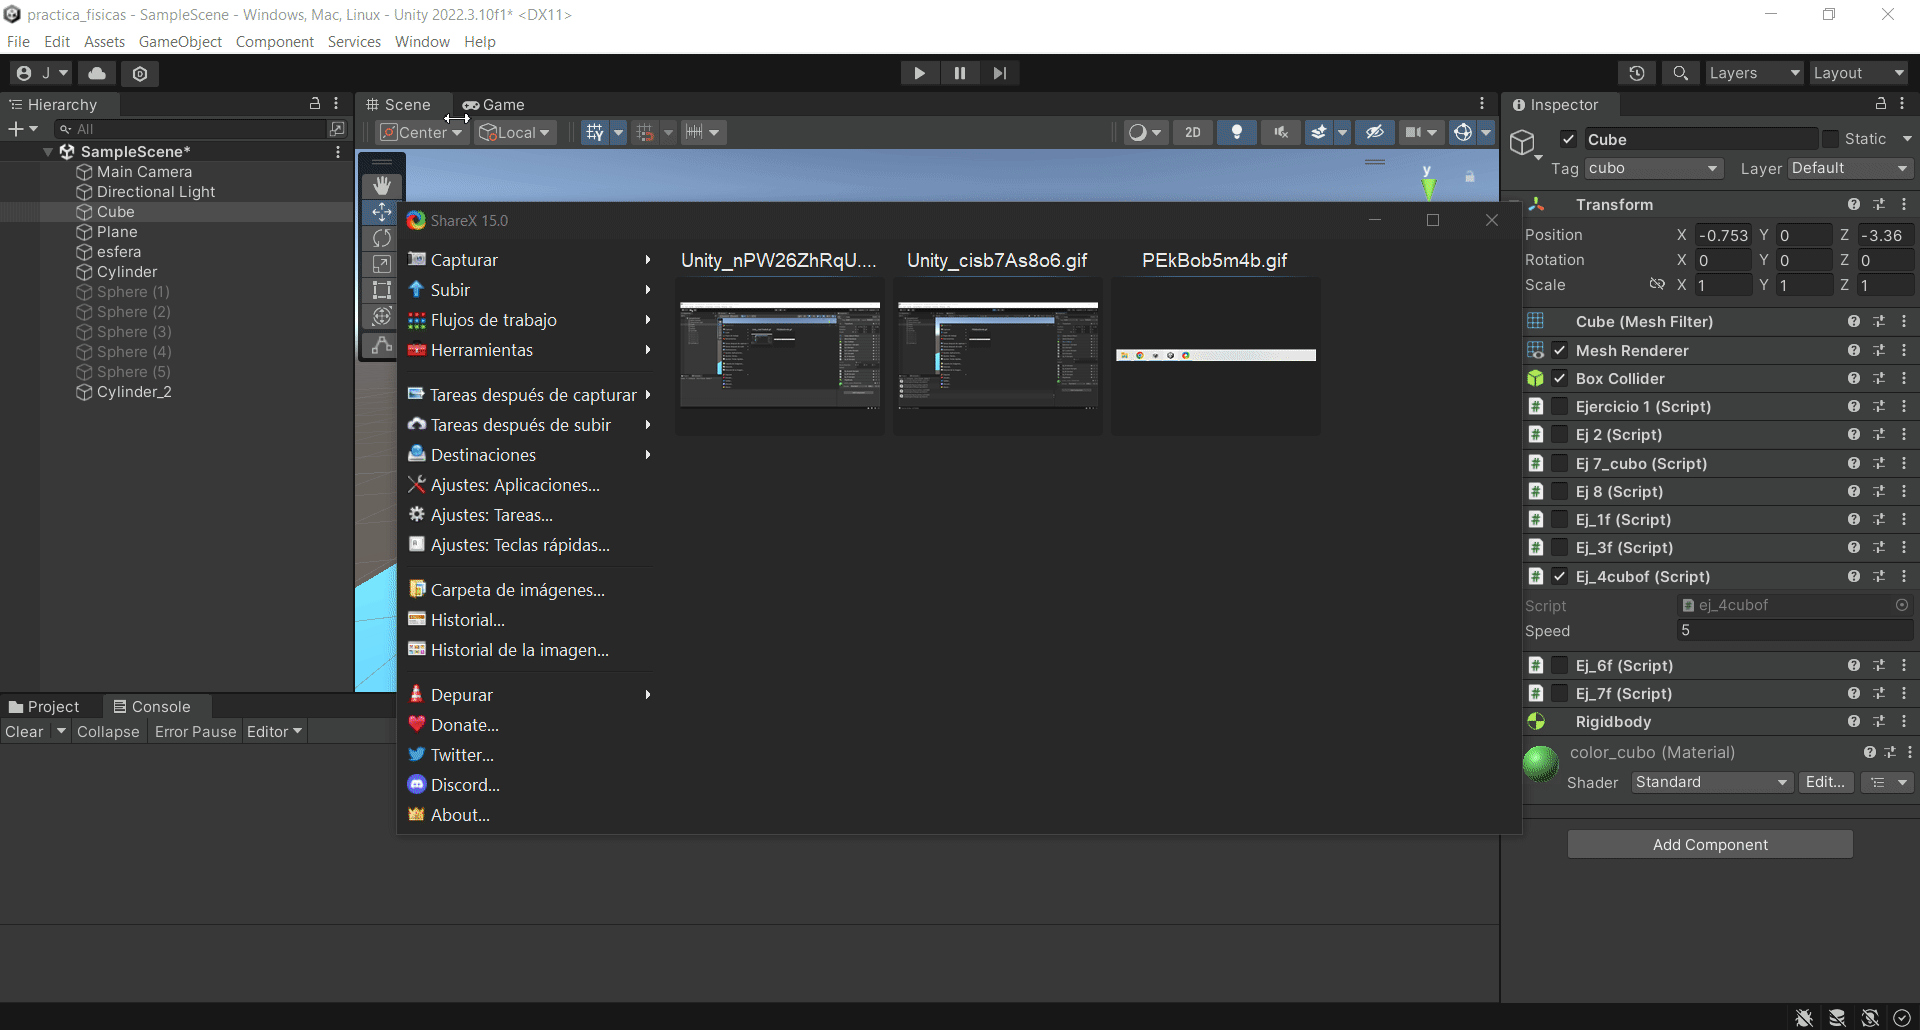 practica_fisicas - SampleScene - Windows, Mac, Linux - Unity 2022.3.10f1* <DX11>
File Edit Assets GameObject Component Services Window Help
J Layers Layout
Hierarchy
All
SampleScene*
Main Camera
Directional Light
Cube
Plane
esfera
Cylinder
Sphere (1)
Sphere (2)
Sphere (3)
Sphere (4)
Sphere (5)
Cylinder_2
Scene Game
Center Local 2D
y
ShareX 15.0
Capturar
Subir
Flujos de trabajo
Herramientas
Tareas después de capturar
Tareas después de subir
Destinaciones
Ajustes: Aplicaciones...
Ajustes: Tareas...
Ajustes: Teclas rápidas...
Carpeta de imágenes...
Historial...
Historial de la imagen...
Depurar
Donate...
Twitter...
Discord...
About...
Unity_nPW26ZhRqU.... Unity_cisb7As8o6.gif PEkBob5m4b.gif
Project Console
Clear Collapse Error Pause Editor
Inspector
Cube Static
Tag cubo Layer Default
Transform
Position X -0.753 Y 0 Z -3.36
Rotation X 0 Y 0 Z 0
Scale X 1 Y 1 Z 1
Cube (Mesh Filter)
Mesh Renderer
Box Collider
Ejercicio 1 (Script)
Ej 2 (Script)
Ej 7_cubo (Script)
Ej 8 (Script)
Ej_1f (Script)
Ej_3f (Script)
Ej_4cubof (Script)
Script ej_4cubof
Speed 5
Ej_6f (Script)
Ej_7f (Script)
Rigidbody
color_cubo (Material)
Shader Standard Edit...
Add Component